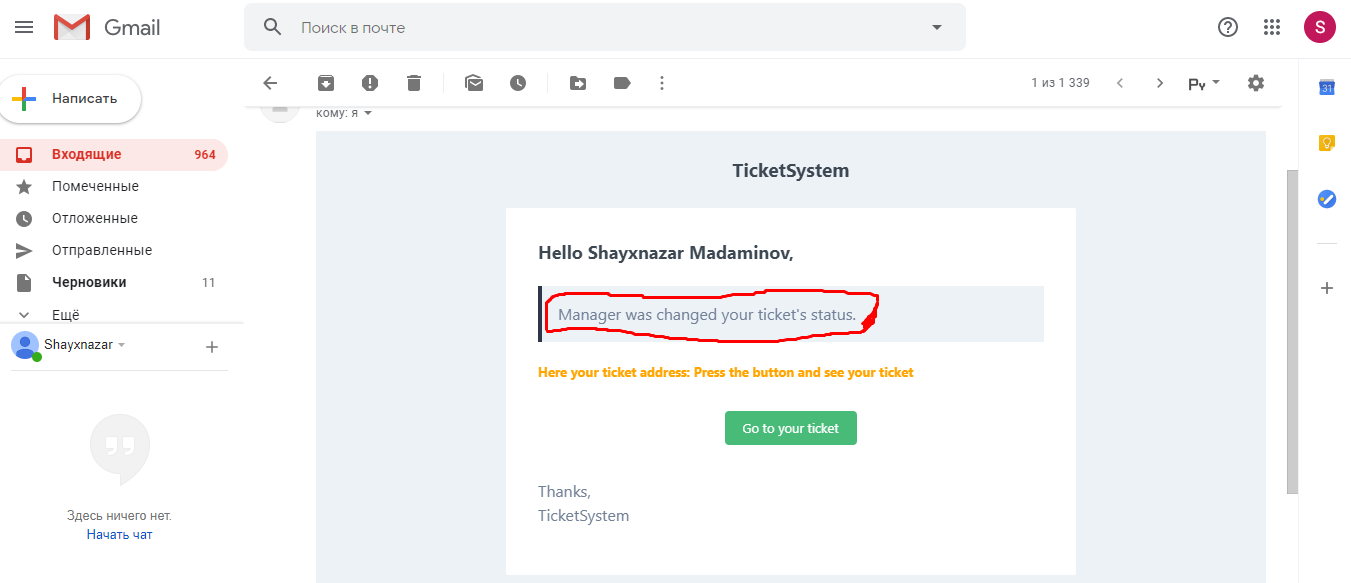 Gmail
Поиск в почте
S
Написать
1 из 1 339
Ру
31
кому: я
Входящие 964
Помеченные
Отложенные
Отправленные
Черновики 11
Ещё
Shayxnazar
Здесь ничего нет.
Начать чат
TicketSystem
Hello Shayxnazar Madaminov,
Manager was changed your ticket's status.
Here your ticket address: Press the button and see your ticket
Go to your ticket
Thanks,
TicketSystem